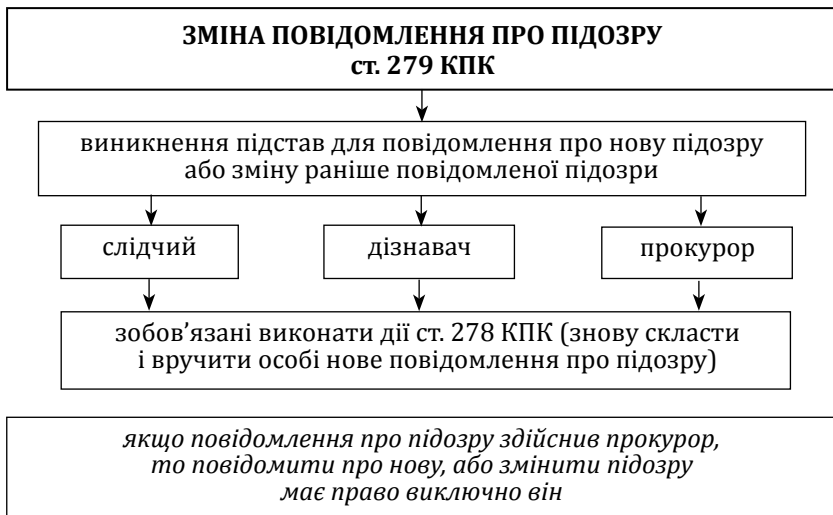 ЗМІНА ПОВІДОМЛЕННЯ ПРО ПІДОЗРУ
ст. 279 КПК
виникнення підстав для повідомлення про нову підозру
або зміну раніше повідомленої підозри
слідчий
дізнавач
прокурор
зобов’язані виконати дії ст. 278 КПК (знову скласти
і вручити особі нове повідомлення про підозру)
якщо повідомлення про підозру здійснив прокурор,
то повідомити про нову, або змінити підозру
має право виключно він